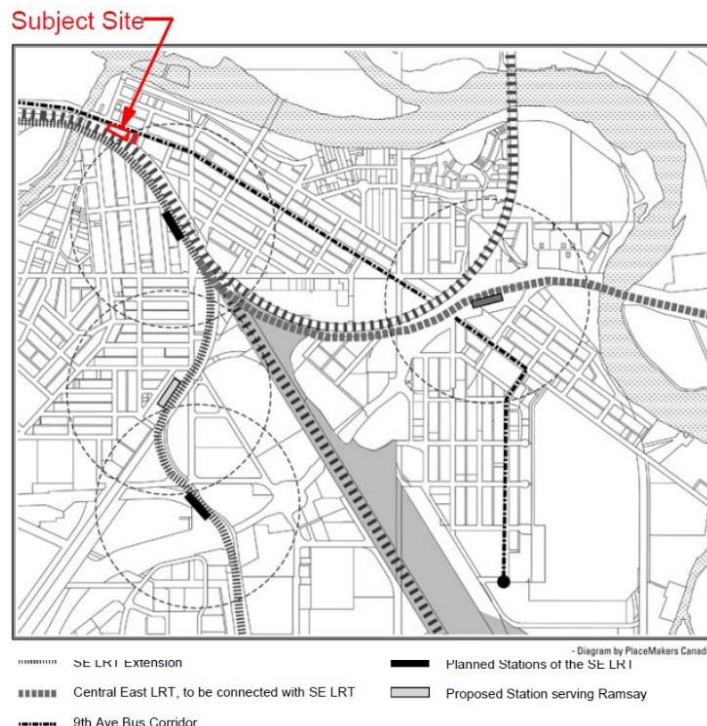 Subject Site
- Diagram by PlaceMakers Canada
SE LRT Extension
Planned Stations of the SE LRT
Central East LRT, to be connected with SE LRT
Proposed Station serving Ramsay
9th Ave Bus Corridor